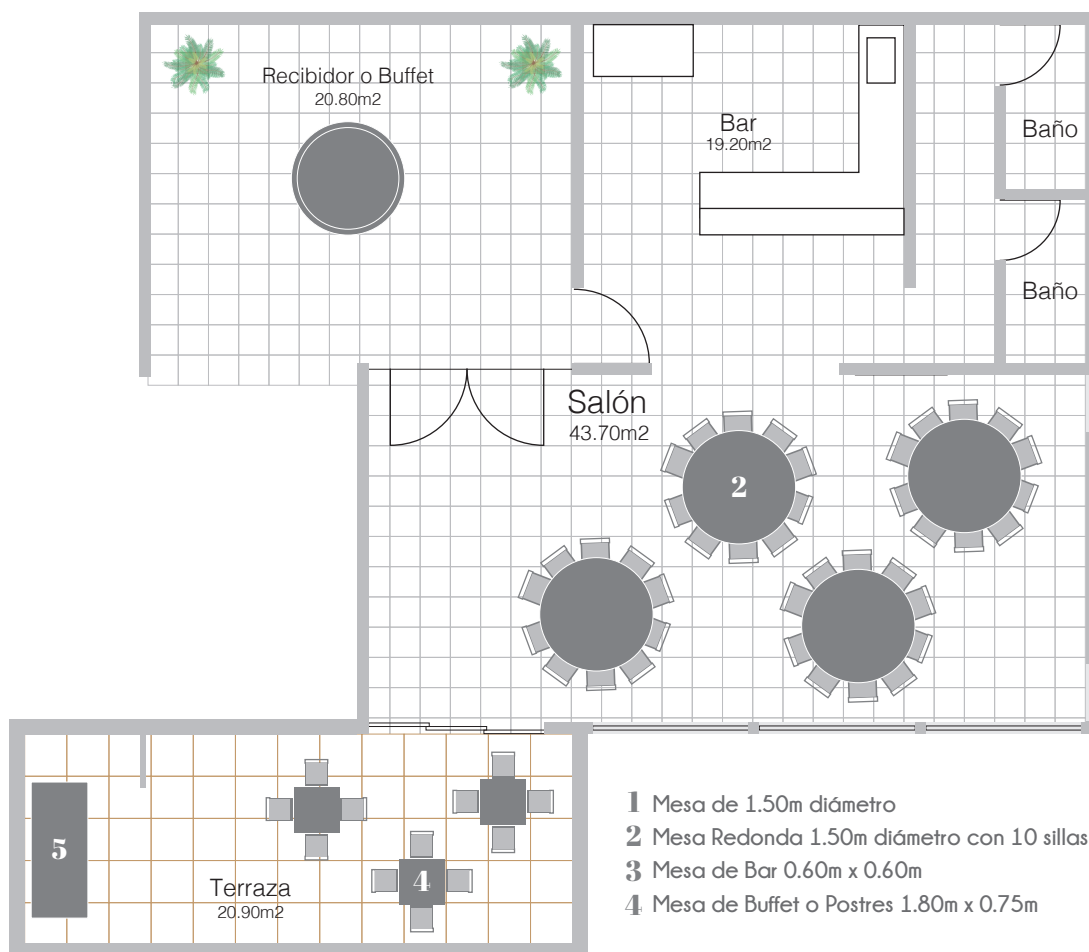 Recibidor o Buffet
20.80m2
Bar
19.20m2
Baño
Baño
Salón
43.70m2
2
5
4
Terraza
20.90m2
1 Mesa de 1.50m diámetro
2 Mesa Redonda 1.50m diámetro con 10 sillas
3 Mesa de Bar 0.60m x 0.60m
4 Mesa de Buffet o Postres 1.80m x 0.75m